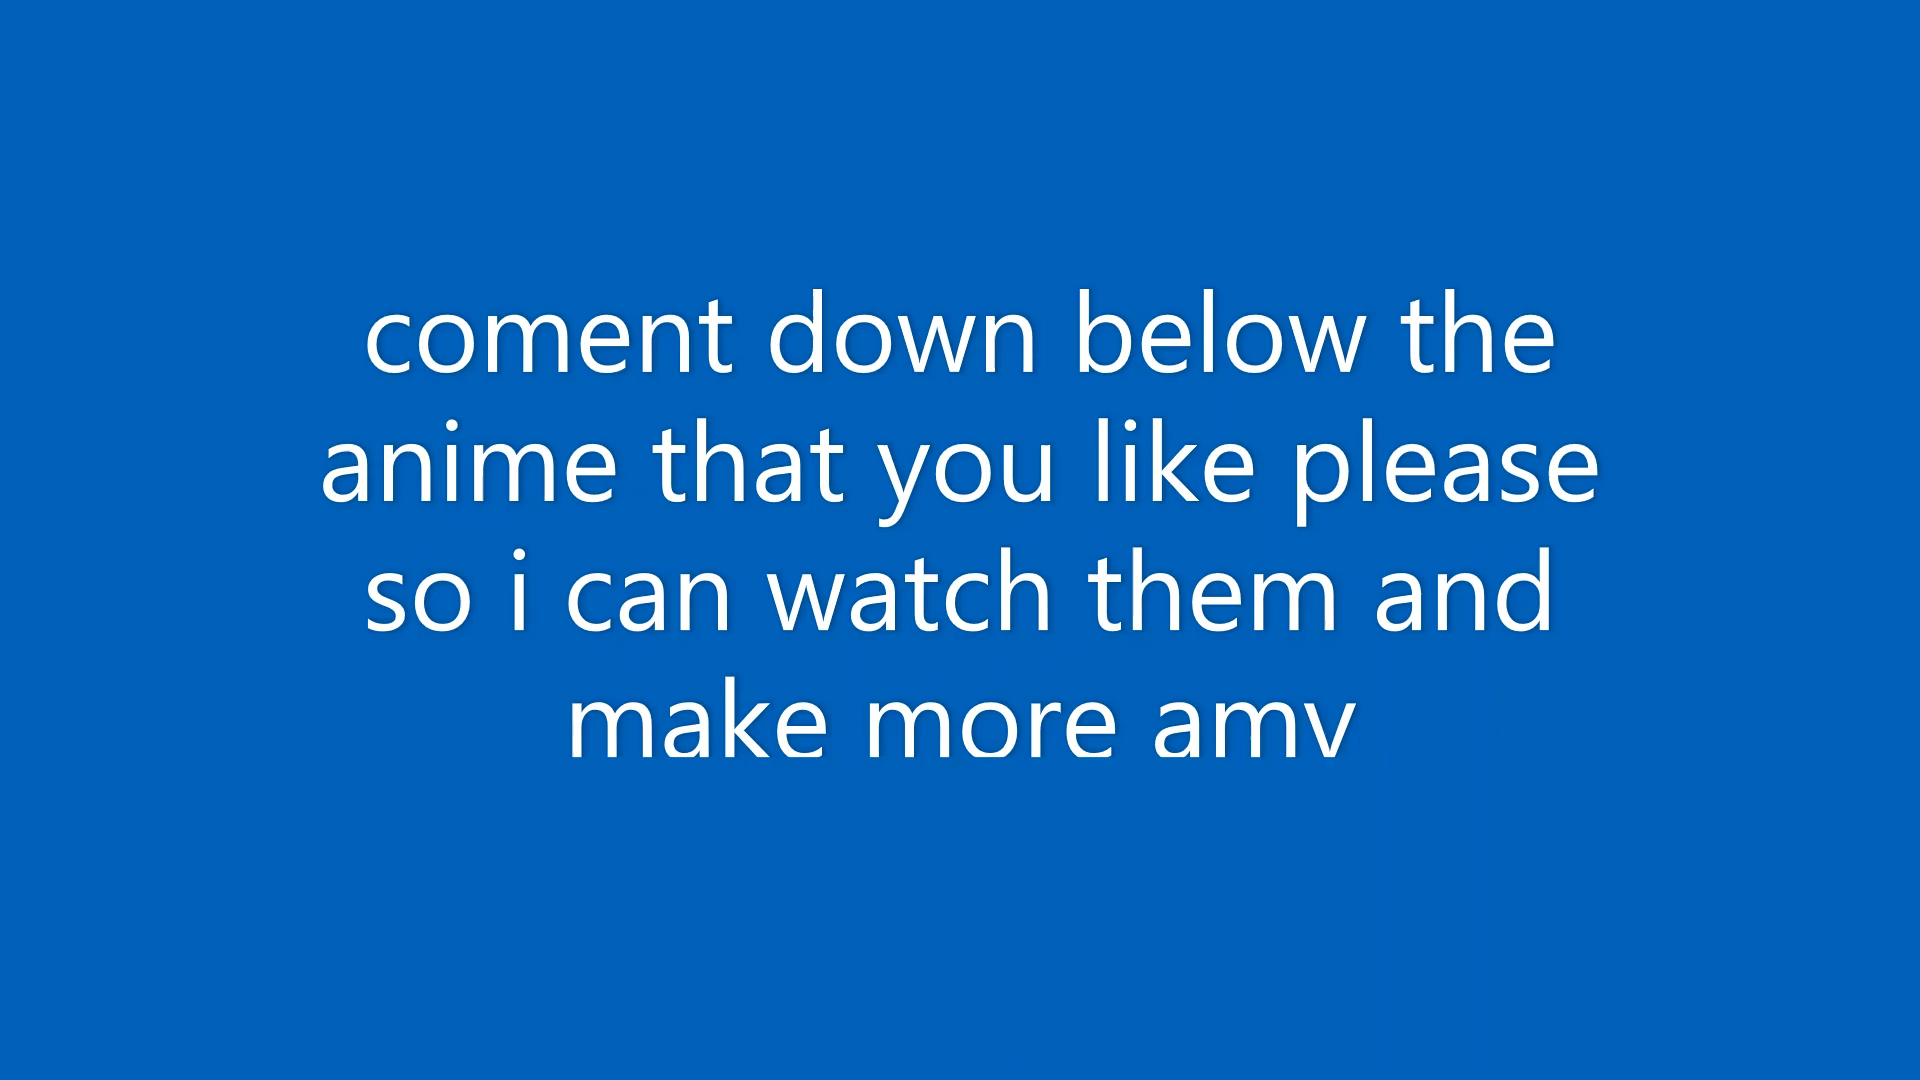 coment down below the
anime that you like please
so i can watch them and
make more amv